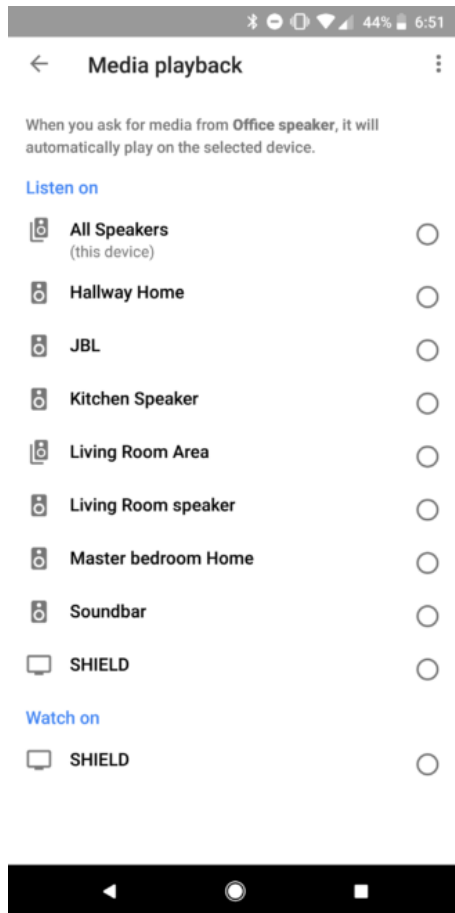 44% 6:51
Media playback
When you ask for media from Office speaker, it will
automatically play on the selected device.
Listen on
All Speakers
(this device)
Hallway Home
JBL
Kitchen Speaker
Living Room Area
Living Room speaker
Master bedroom Home
Soundbar
SHIELD
Watch on
SHIELD